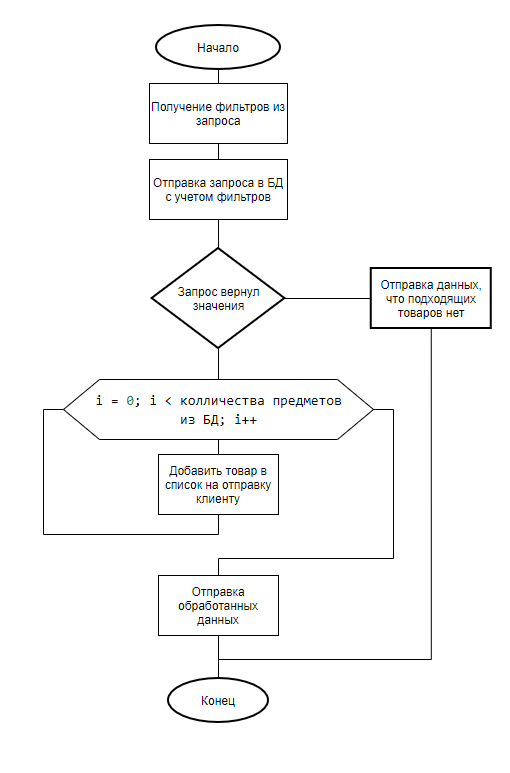 Начало
Получение фильтров из
запроса
Отправка запроса в БД
с учетом фильтров
Запрос вернул
значения
Отправка данных,
что подходящих
товаров нет
i = 0; i < колличества предметов
из БД; i++
Добавить товар в
список на отправку
клиенту
Отправка
обработанных
данных
Конец